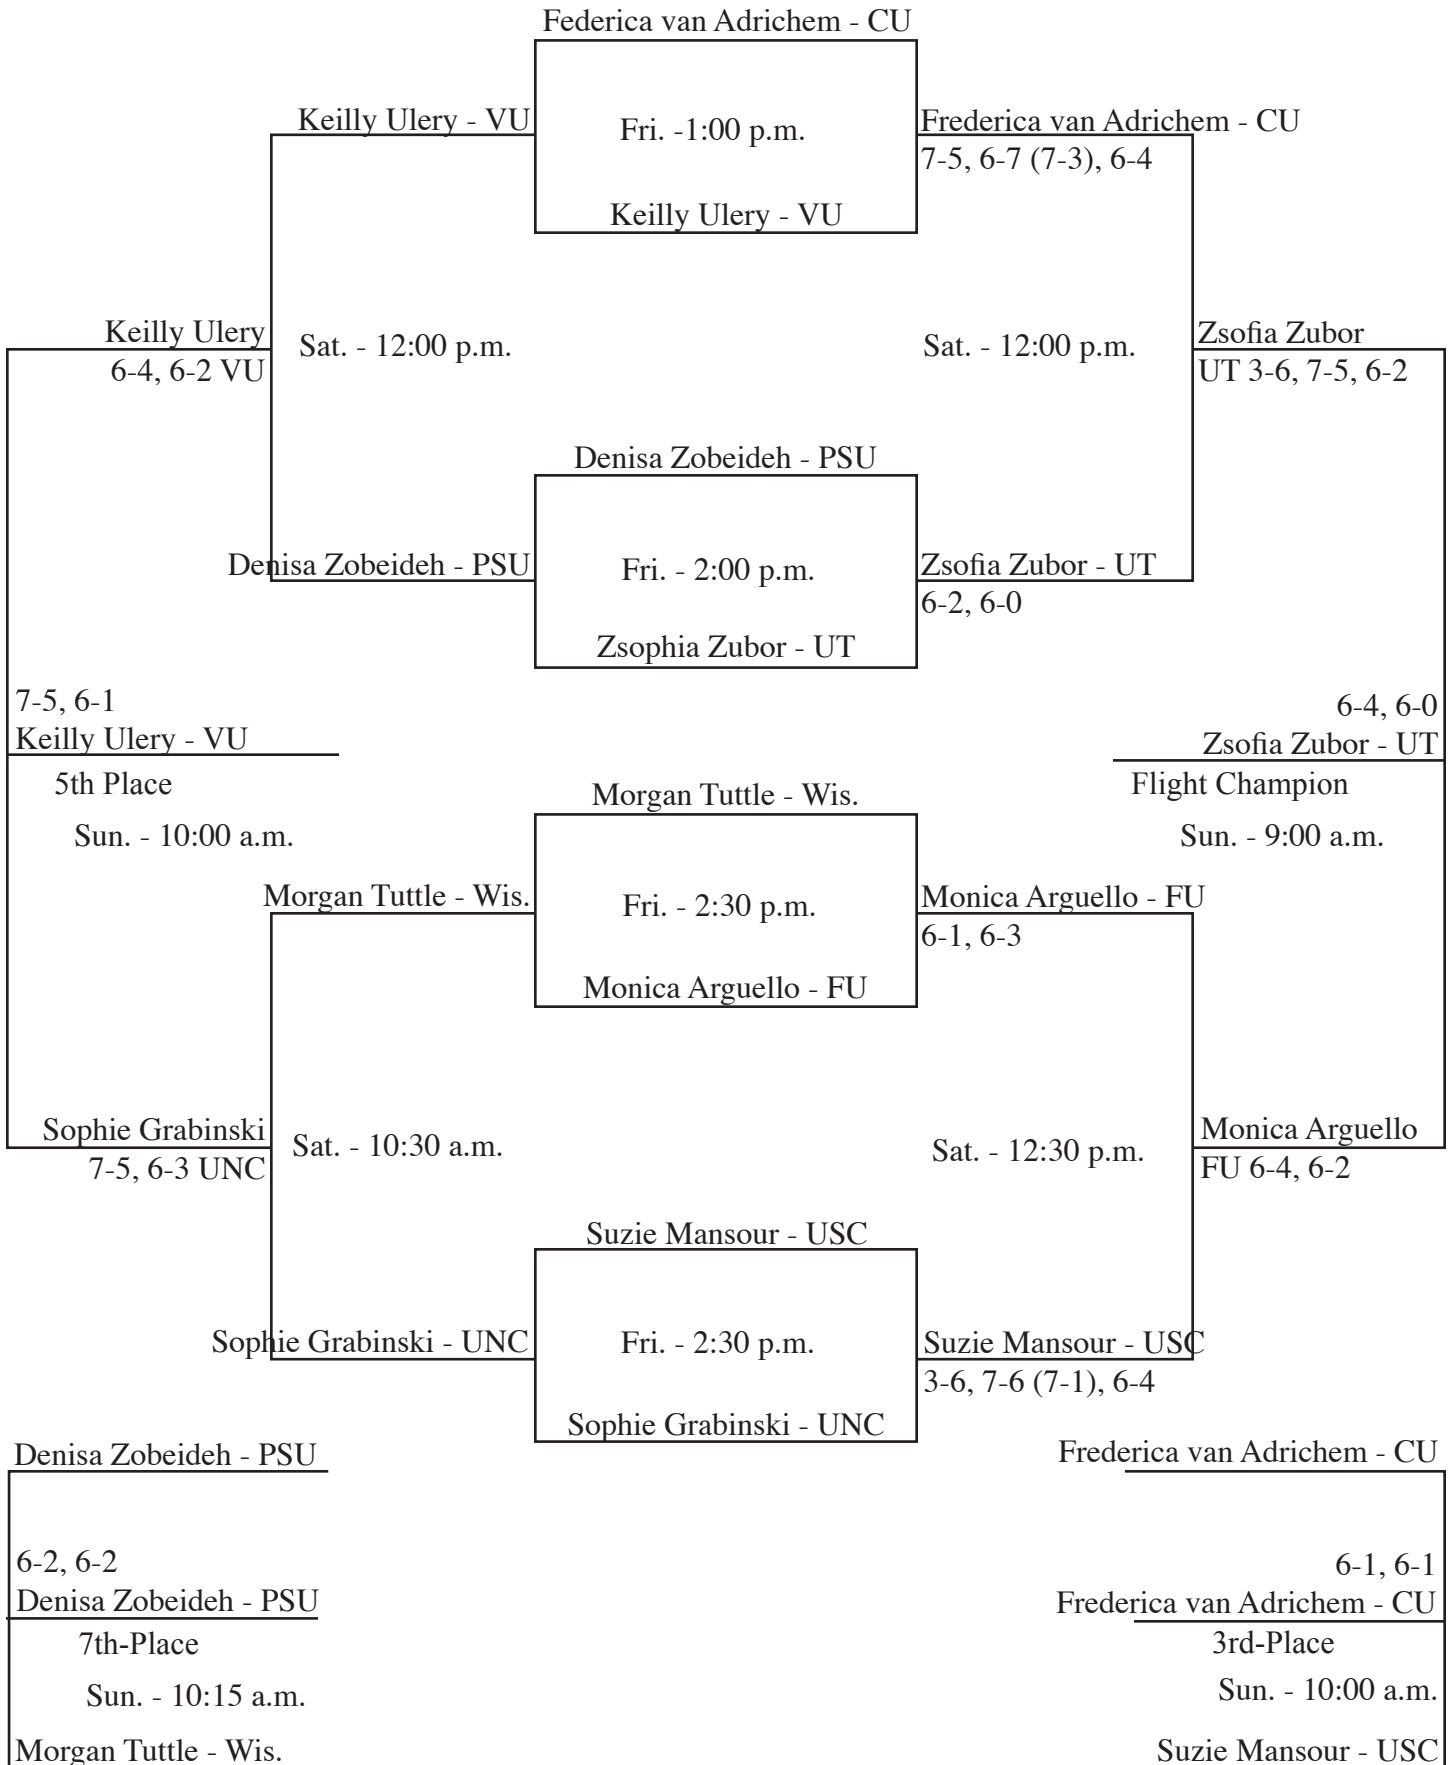 Federica van Adrichem - CU
Keilly Ulery - VU
Fri. -1:00 p.m.
Frederica van Adrichem - CU
7-5, 6-7 (7-3), 6-4
Keilly Ulery - VU
Keilly Ulery
6-4, 6-2 VU
Sat. - 12:00 p.m.
Sat. - 12:00 p.m.
Zsofia Zubor
UT 3-6, 7-5, 6-2
Denisa Zobeideh - PSU
Denisa Zobeideh - PSU
Fri. - 2:00 p.m.
Zsofia Zubor - UT
6-2, 6-0
Zsophia Zubor - UT
7-5, 6-1
Keilly Ulery - VU
5th Place
Sun. - 10:00 a.m.
6-4, 6-0
Zsofia Zubor - UT
Flight Champion
Sun. - 9:00 a.m.
Morgan Tuttle - Wis.
Morgan Tuttle - Wis.
Fri. - 2:30 p.m.
Monica Arguello - FU
6-1, 6-3
Monica Arguello - FU
Sophie Grabinski
7-5, 6-3 UNC
Sat. - 10:30 a.m.
Sat. - 12:30 p.m.
Monica Arguello
FU 6-4, 6-2
Suzie Mansour - USC
Sophie Grabinski - UNC
Fri. - 2:30 p.m.
Suzie Mansour - USC
3-6, 7-6 (7-1), 6-4
Sophie Grabinski - UNC
Denisa Zobeideh - PSU
6-2, 6-2
Denisa Zobeideh - PSU
7th-Place
Sun. - 10:15 a.m.
Morgan Tuttle - Wis.
Frederica van Adrichem - CU
6-1, 6-1
Frederica van Adrichem - CU
3rd-Place
Sun. - 10:00 a.m.
Suzie Mansour - USC